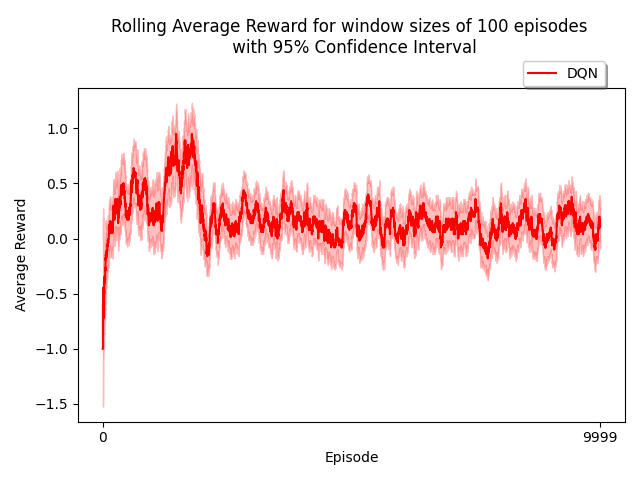 Rolling Average Reward for window sizes of 100 episodes
with 95% Confidence Interval
DQN
1.0
0.5
0.0
−0.5
−1.0
−1.5
Average Reward
0
9999
Episode